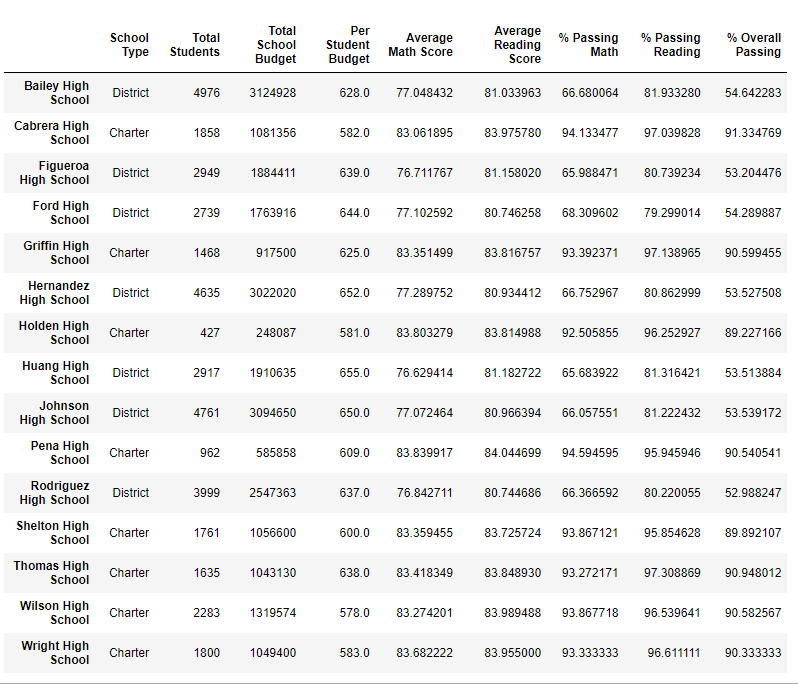 School Type Total Students Total School Budget Per Student Budget Average Math Score Average Reading Score % Passing Math % Passing Reading % Overall Passing
Bailey High School District 4976 3124928 628.0 77.048432 81.033963 66.680064 81.933280 54.642283
Cabrera High School Charter 1858 1081356 582.0 83.061895 83.975780 94.133477 97.039828 91.334769
Figueroa High School District 2949 1884411 639.0 76.711767 81.158020 65.988471 80.739234 53.204476
Ford High School District 2739 1763916 644.0 77.102592 80.746258 68.309602 79.299014 54.289887
Griffin High School Charter 1468 917500 625.0 83.351499 83.816757 93.392371 97.138965 90.599455
Hernandez High School District 4635 3022020 652.0 77.289752 80.934412 66.752967 80.862999 53.527508
Holden High School Charter 427 248087 581.0 83.803279 83.814988 92.505855 96.252927 89.227166
Huang High School District 2917 1910635 655.0 76.629414 81.182722 65.683922 81.316421 53.513884
Johnson High School District 4761 3094650 650.0 77.072464 80.966394 66.057551 81.222432 53.539172
Pena High School Charter 962 585858 609.0 83.839917 84.044699 94.594595 95.945946 90.540541
Rodriguez High School District 3999 2547363 637.0 76.842711 80.744686 66.366592 80.220055 52.988247
Shelton High School Charter 1761 1056600 600.0 83.359455 83.725724 93.867121 95.854628 89.892107
Thomas High School Charter 1635 1043130 638.0 83.418349 83.848930 93.272171 97.308869 90.948012
Wilson High School Charter 2283 1319574 578.0 83.274201 83.989488 93.867718 96.539641 90.582567
Wright High School Charter 1800 1049400 583.0 83.682222 83.955000 93.333333 96.611111 90.333333